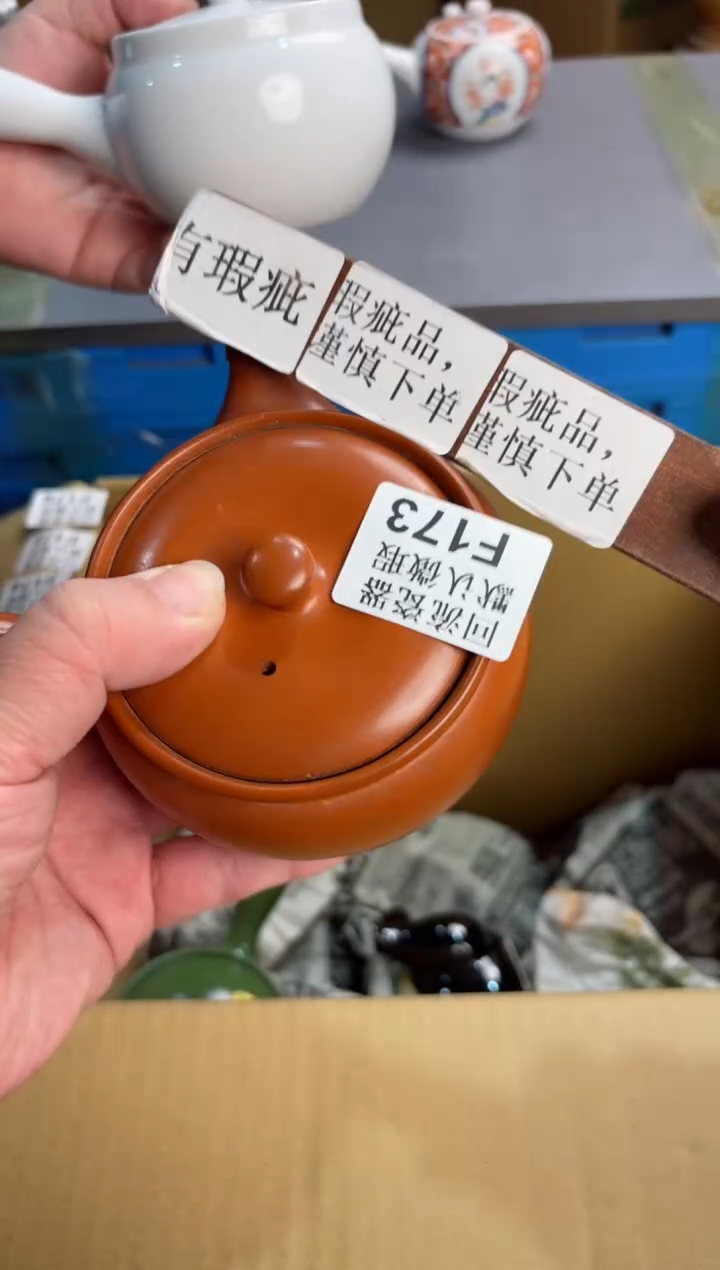 有瑕疵
瑕疵品，
谨慎下单
瑕疵品，
谨慎下单
回流瓷器
默认微瑕
F173